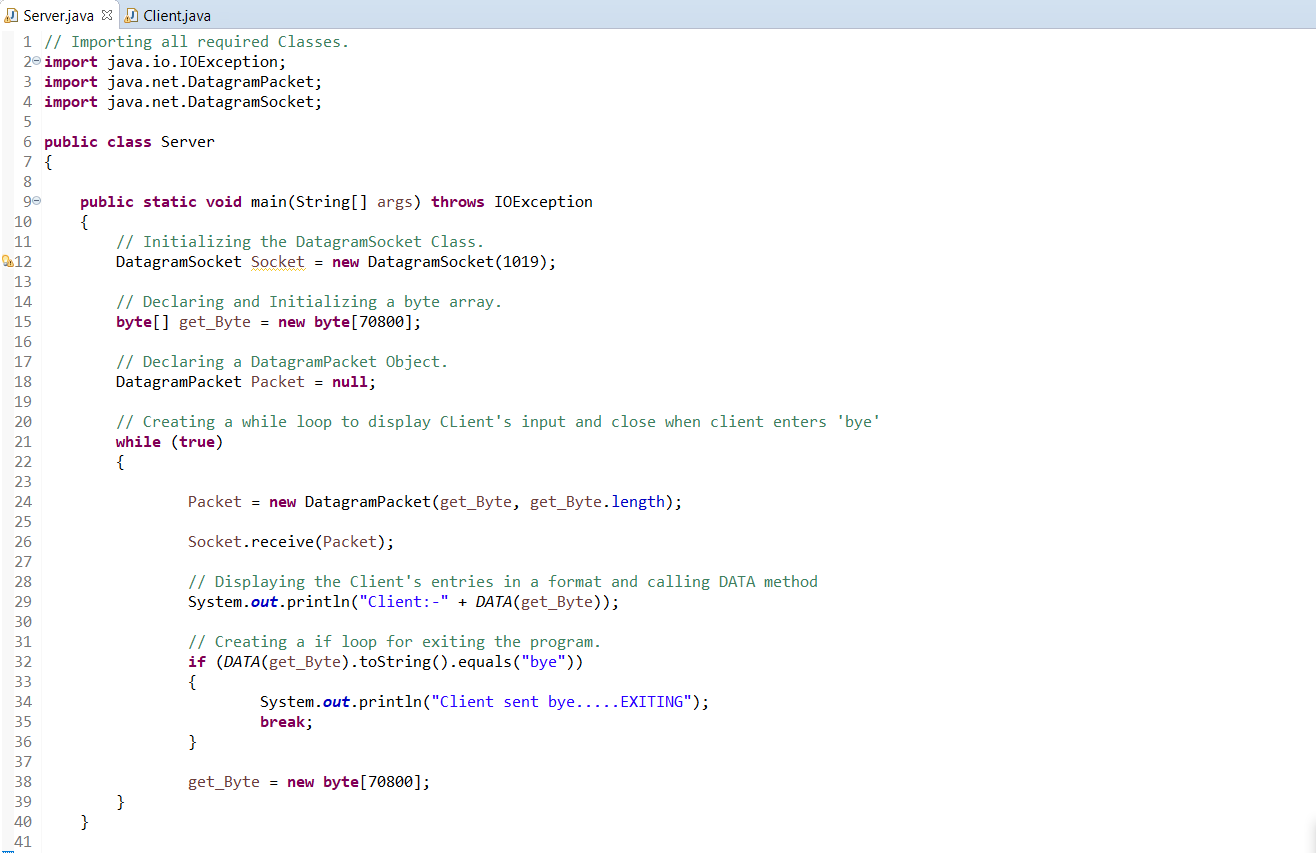 Server.java Client.java
1 // Importing all required Classes.
2 import java.io.IOException;
3 import java.net.DatagramPacket;
4 import java.net.DatagramSocket;
5
6 public class Server
7 {
8
9     public static void main(String[] args) throws IOException
10     {
11         // Initializing the DatagramSocket Class.
12         DatagramSocket Socket = new DatagramSocket(1019);
13
14         // Declaring and Initializing a byte array.
15         byte[] get_Byte = new byte[70800];
16
17         // Declaring a DatagramPacket Object.
18         DatagramPacket Packet = null;
19
20         // Creating a while loop to display CLient's input and close when client enters 'bye'
21         while (true)
22         {
23
24                 Packet = new DatagramPacket(get_Byte, get_Byte.length);
25
26                 Socket.receive(Packet);
27
28                 // Displaying the Client's entries in a format and calling DATA method
29                 System.out.println("Client:-" + DATA(get_Byte));
30
31                 // Creating a if loop for exiting the program.
32                 if (DATA(get_Byte).toString().equals("bye"))
33                 {
34                         System.out.println("Client sent bye.....EXITING");
35                         break;
36                 }
37
38                 get_Byte = new byte[70800];
39         }
40     }
41